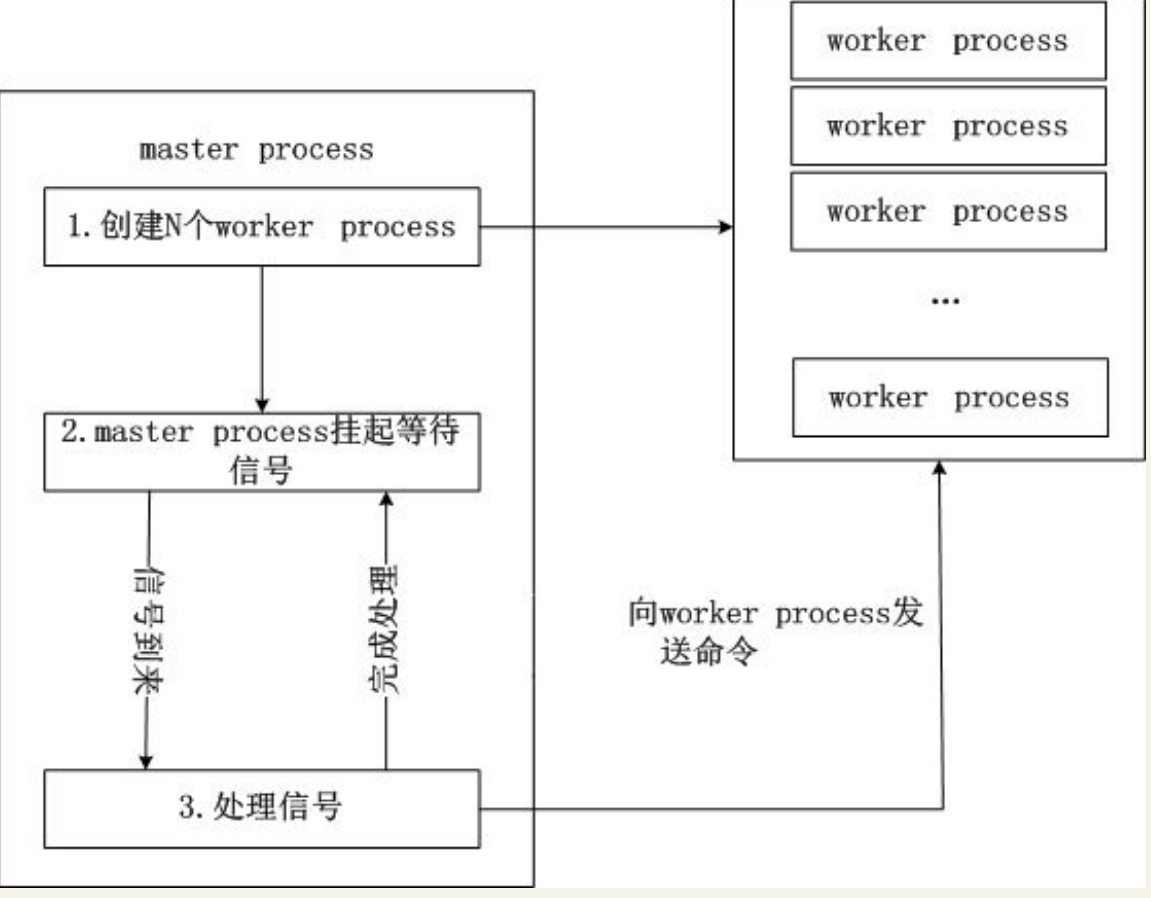 master process
1.创建N个worker process
2.master process挂起等待
信号
信号到来
完成处理
3.处理信号
worker process
worker process
worker process
...
worker process
向worker process发
送命令